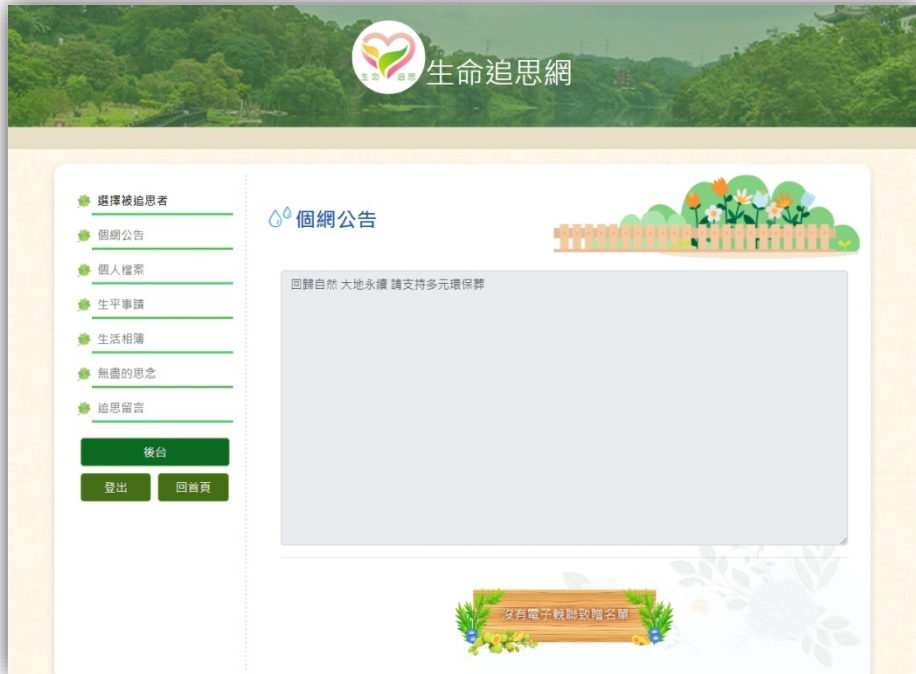 生命 追思
生命追思網
選擇被追思者
個網公告
個人檔案
生平事蹟
生活相簿
無盡的思念
追思留言
後台
登出 回首頁
個網公告
回歸自然 大地永續 請支持多元環保葬
沒有電子輓聯致贈名單